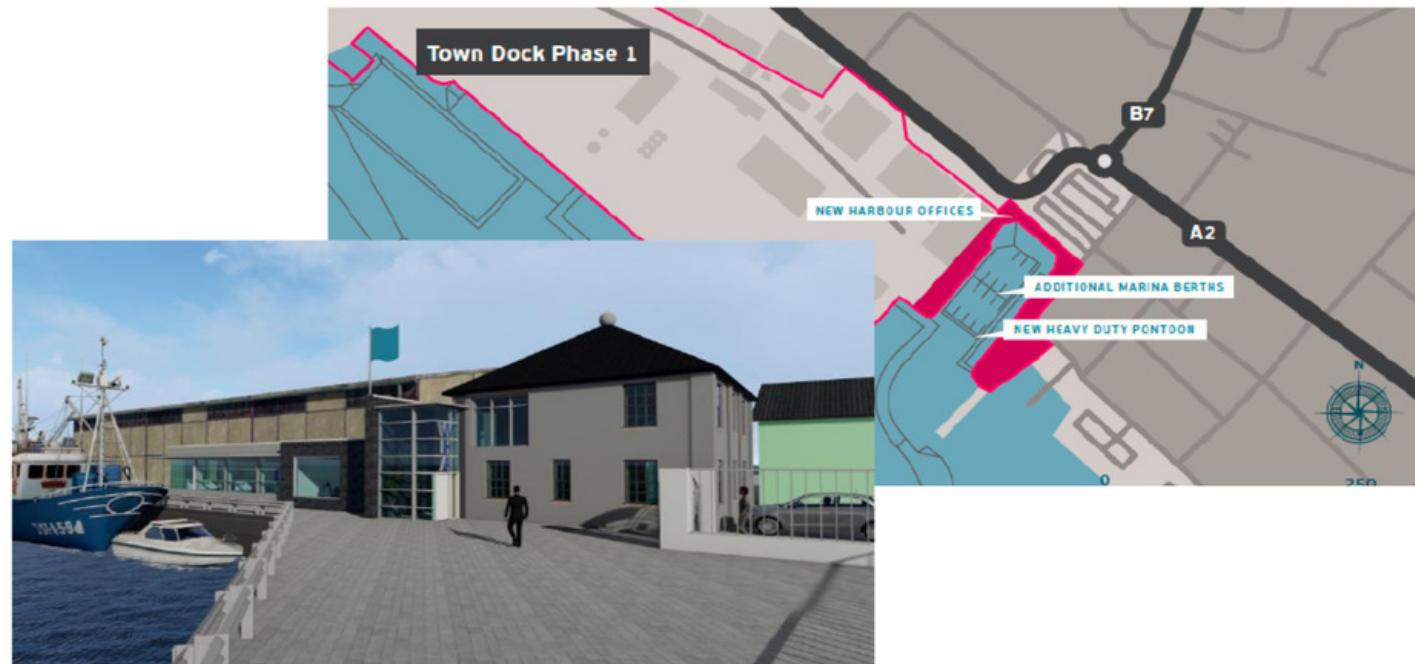 Town Dock Phase 1
B7
NEW HARBOUR OFFICES
A2
ADDITIONAL MARINA BERTHS
NEW HEAVY DUTY PONTOON
N
0
250